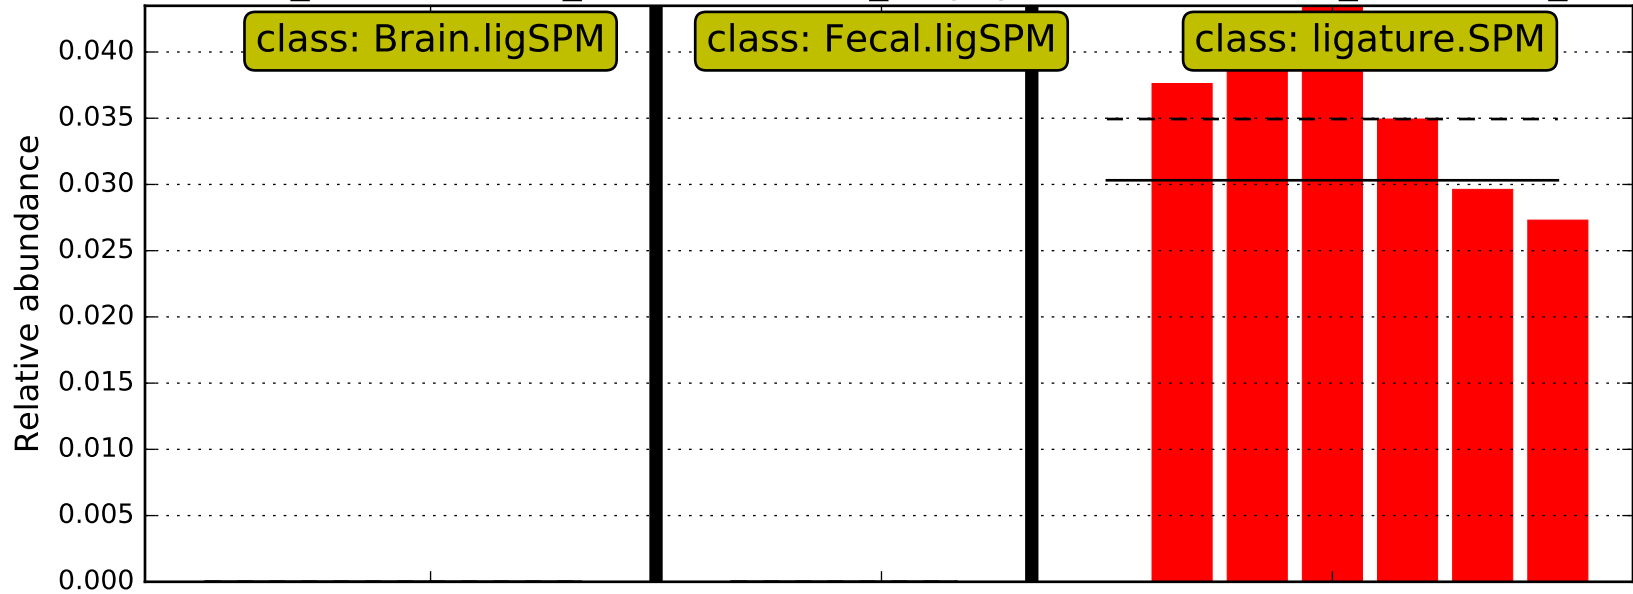 class: Brain.ligSPM
class: Fecal.ligSPM
class: ligature.SPM
Relative abundance
0.040
0.035
0.030
0.025
0.020
0.015
0.010
0.005
0.000